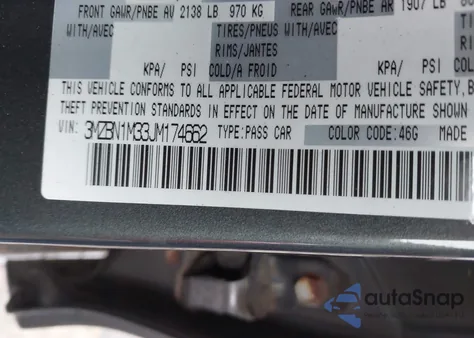 FRONT GAWR/PNBE AV 2138 LB 970 KG REAR GAWR/PNBE AR 1907 LB
WITH/AVEC TIRES/PNEUS WITH/AVEC
RIMS/JANTES
KPA/ PSI COLD/A FROID KPA/ PSI
THIS VEHICLE CONFORMS TO ALL APPLICABLE FEDERAL MOTOR VEHICLE SAFETY,
THEFT PREVENTION STANDARDS IN EFFECT ON THE DATE OF MANUFACTURE SHOWN
VIN: 3MZBN1M33JM174662 TYPE:PASS CAR COLOR CODE:46G MADE
autoSnap